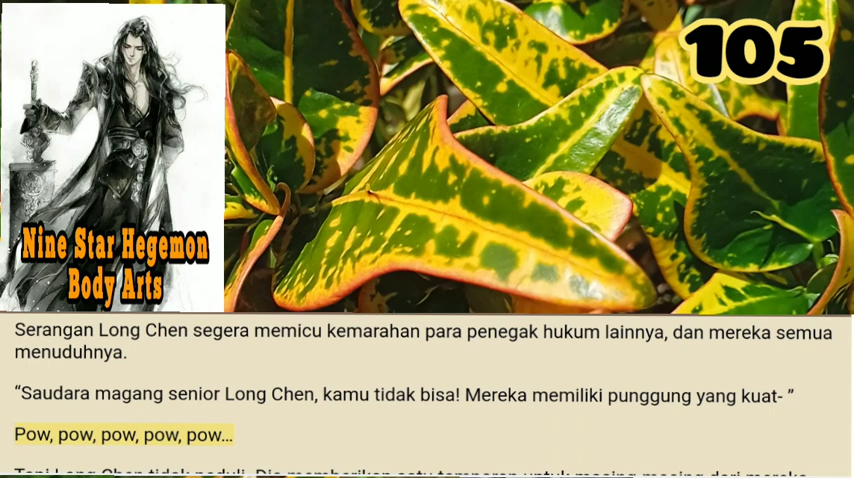 105
Nine Star Hegemon
Body Arts
Serangan Long Chen segera memicu kemarahan para penegak hukum lainnya, dan mereka semua
menuduhnya.
“Saudara magang senior Long Chen, kamu tidak bisa! Mereka memiliki punggung yang kuat- ”
Pow, pow, pow, pow, pow...